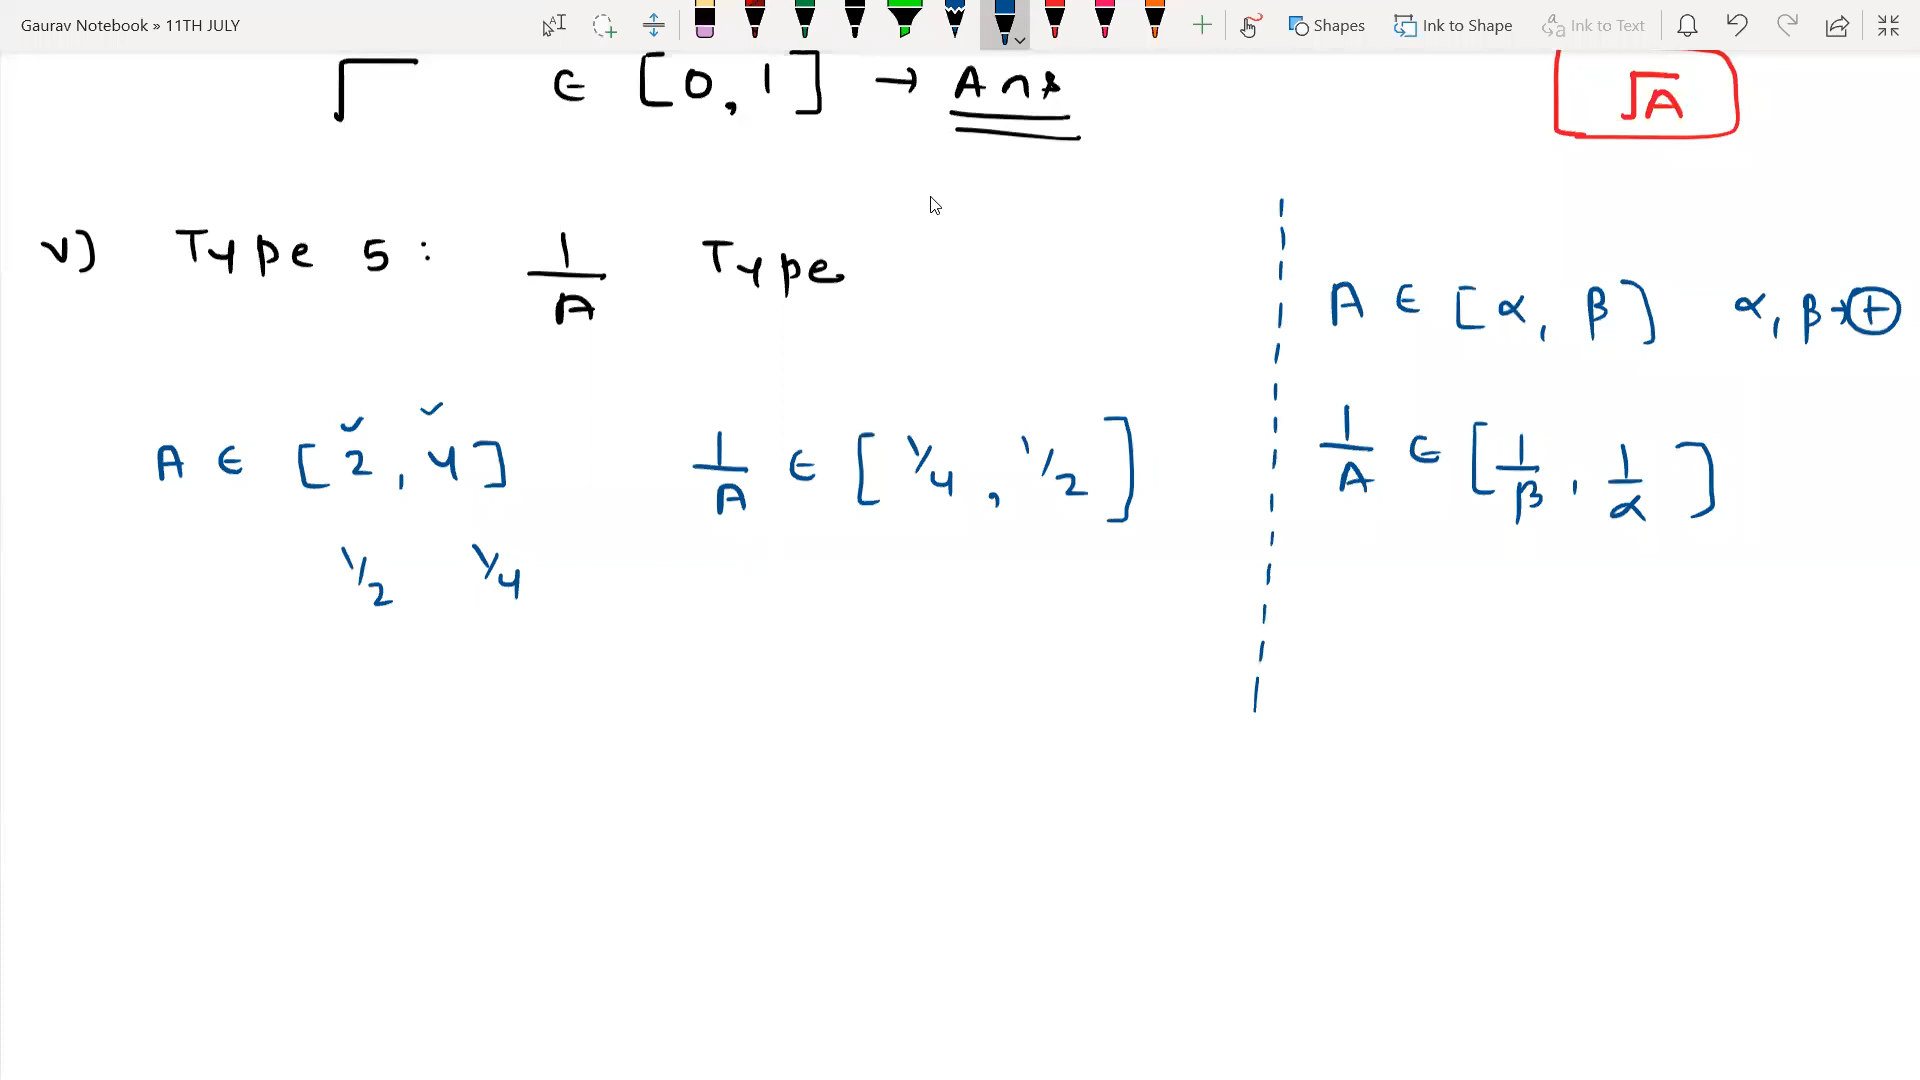 Gaurav Notebook » 11TH JULY
Shapes
Ink to Shape
Ink to Text
√ ∈ [0, 1] → Ans
√A
v) Type 5: 1/A Type
A ∈ [α, β] α, β → +
A ∈ [2, 4] 1/A ∈ [1/4, 1/2]
1/A ∈ [1/β, 1/α]
1/2 1/4